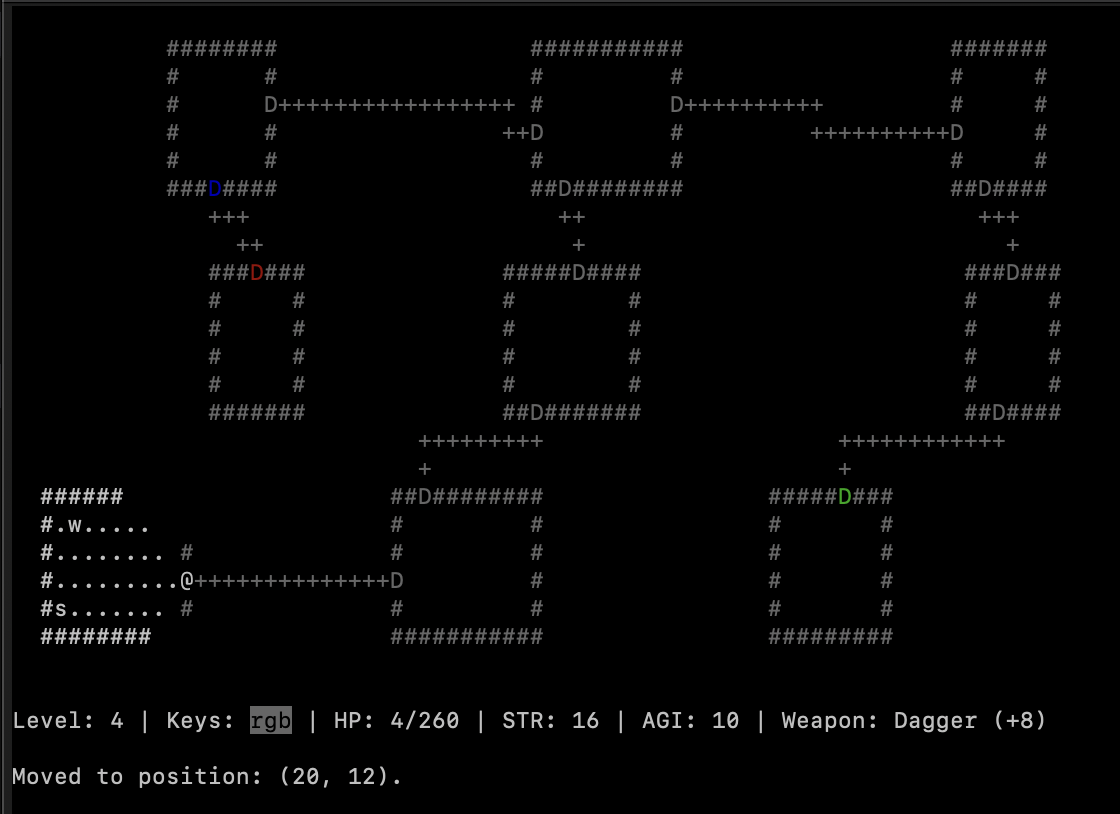 ########                  ###########                   #######
           #      #                  #         #                   #     #
           #      D+++++++++++++++++ #         D++++++++++         #     #
           #      #                ++D         #         ++++++++++D     #
           #      #                  #         #                   #     #
           ###D####                  ##D########                   ##D####
              +++                      ++                            +++
                ++                      +                              +
              ###D###              #####D####                       ###D###
              #     #              #        #                       #     #
              #     #              #        #                       #     #
              #     #              #        #                       #     #
              #     #              #        #                       #     #
              #######              ##D#######                       ##D####
                             +++++++++                     ++++++++++++
                             +                             +
  ######                   ##D########                #####D###
  #.w.....                 #         #                #       #
  #........ #              #         #                #       #
  #.........@++++++++++++++D         #                #       #
  #s....... #              #         #                #       #
  ########                 ###########                #########
Level: 4 | Keys: rgb | HP: 4/260 | STR: 16 | AGI: 10 | Weapon: Dagger (+8)
Moved to position: (20, 12).